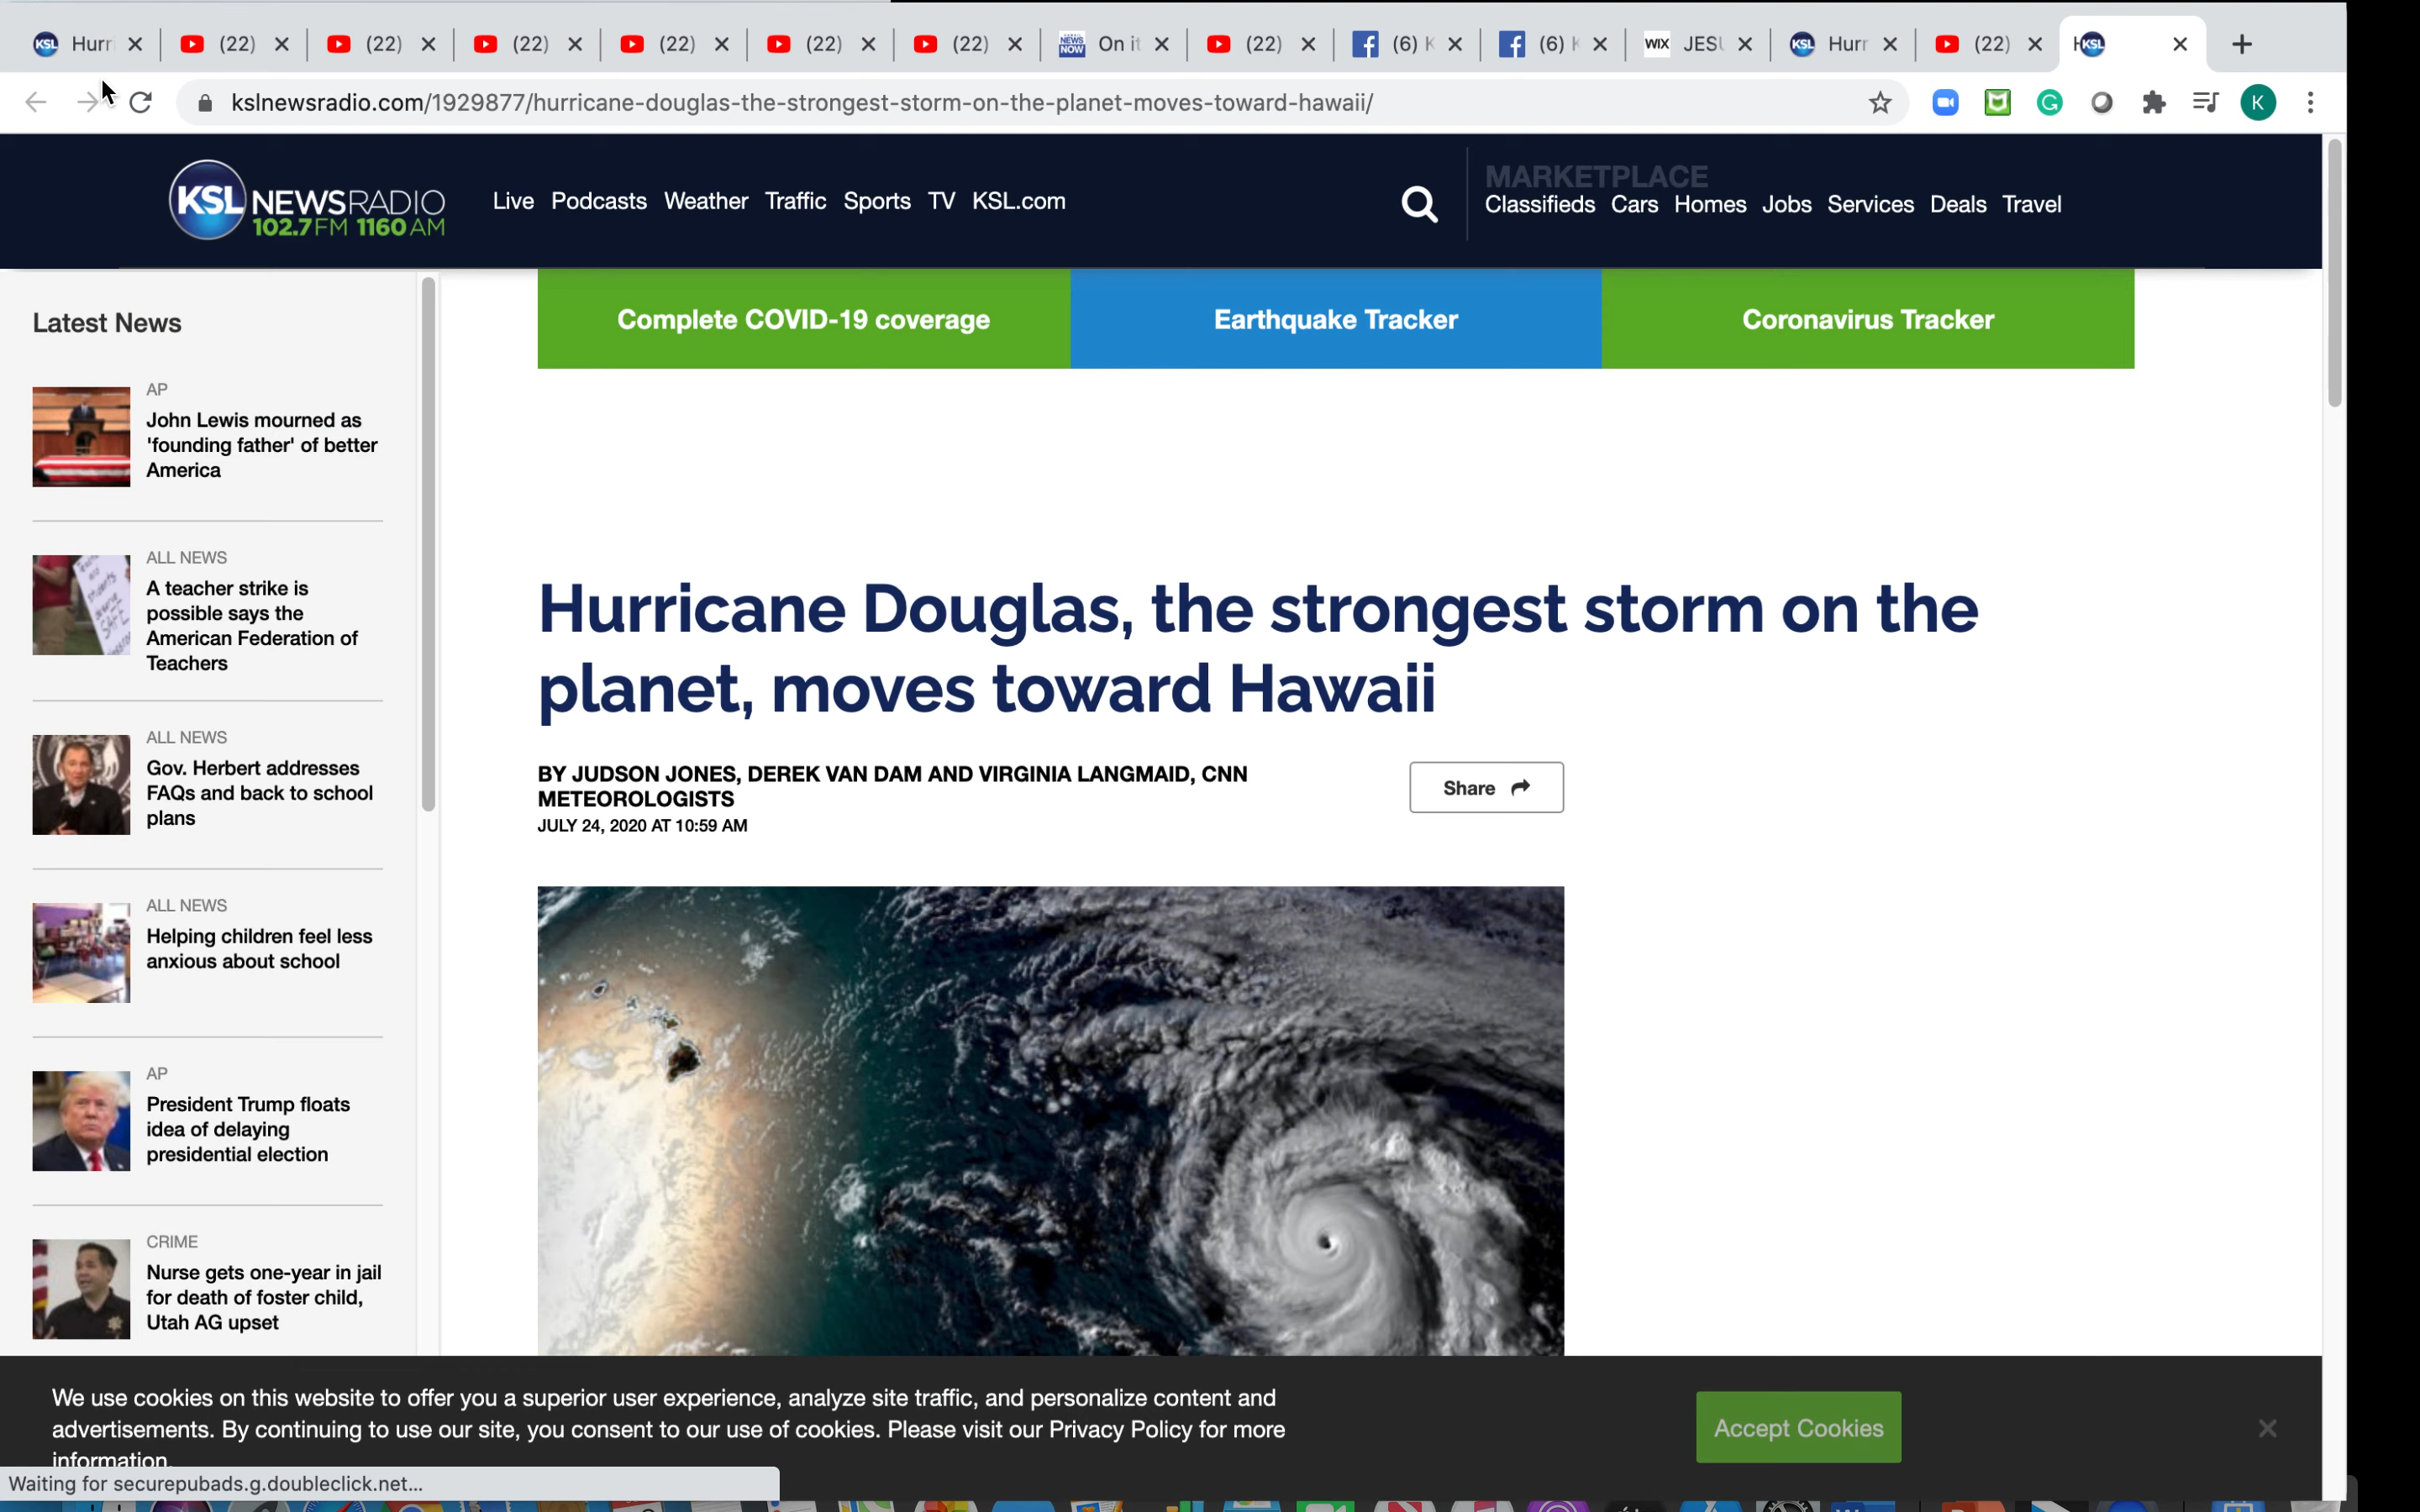 Hurr
(22)
(22)
(22)
(22)
(22)
(22)
NEWS NOW
On it
(22)
(6)
(6)
WIX
JESU
KSL
Hurr
(22)
KSL
kslnewsradio.com/1929877/hurricane-douglas-the-strongest-storm-on-the-planet-moves-toward-hawaii/
K
KSL NEWSRADIO
102.7 FM 1160 AM
Live Podcasts Weather Traffic Sports TV KSL.com
MARKETPLACE
Classifieds Cars Homes Jobs Services Deals Travel
Complete COVID-19 coverage
Earthquake Tracker
Coronavirus Tracker
Latest News
AP
John Lewis mourned as
'founding father' of better
America
ALL NEWS
A teacher strike is
possible says the
American Federation of
Teachers
ALL NEWS
Gov. Herbert addresses
FAQs and back to school
plans
ALL NEWS
Helping children feel less
anxious about school
AP
President Trump floats
idea of delaying
presidential election
CRIME
Nurse gets one-year in jail
for death of foster child,
Utah AG upset
Hurricane Douglas, the strongest storm on the
planet, moves toward Hawaii
BY JUDSON JONES, DEREK VAN DAM AND VIRGINIA LANGMAID, CNN
METEOROLOGISTS
JULY 24, 2020 AT 10:59 AM
Share
We use cookies on this website to offer you a superior user experience, analyze site traffic, and personalize content and
advertisements. By continuing to use our site, you consent to our use of cookies. Please visit our Privacy Policy for more
information.
Accept Cookies
Waiting for securepubads.g.doubleclick.net...